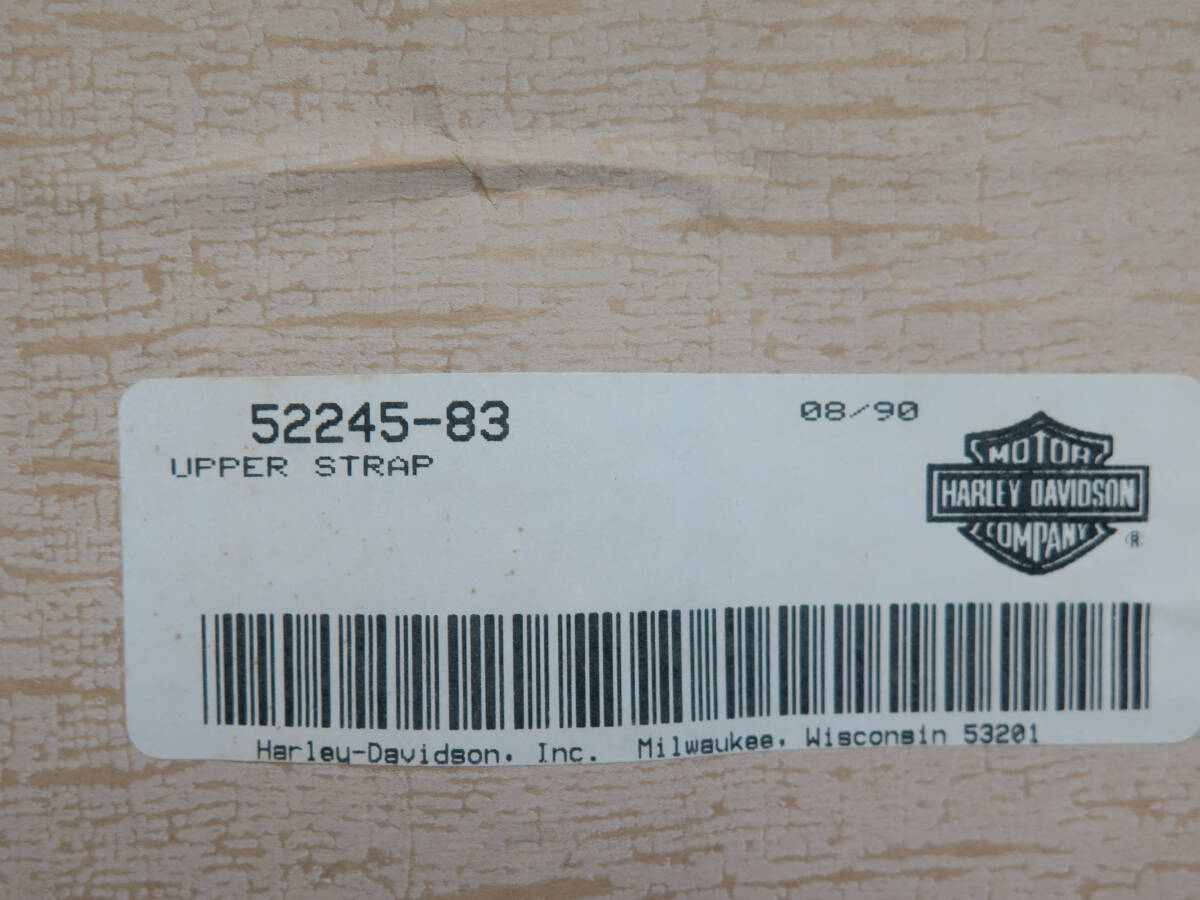 52245-83
08/90
UPPER STRAP
MOTOR
HARLEY DAVIDSON
COMPANY
®
Harley-Davidson, Inc. Milwaukee, Wisconsin 53201